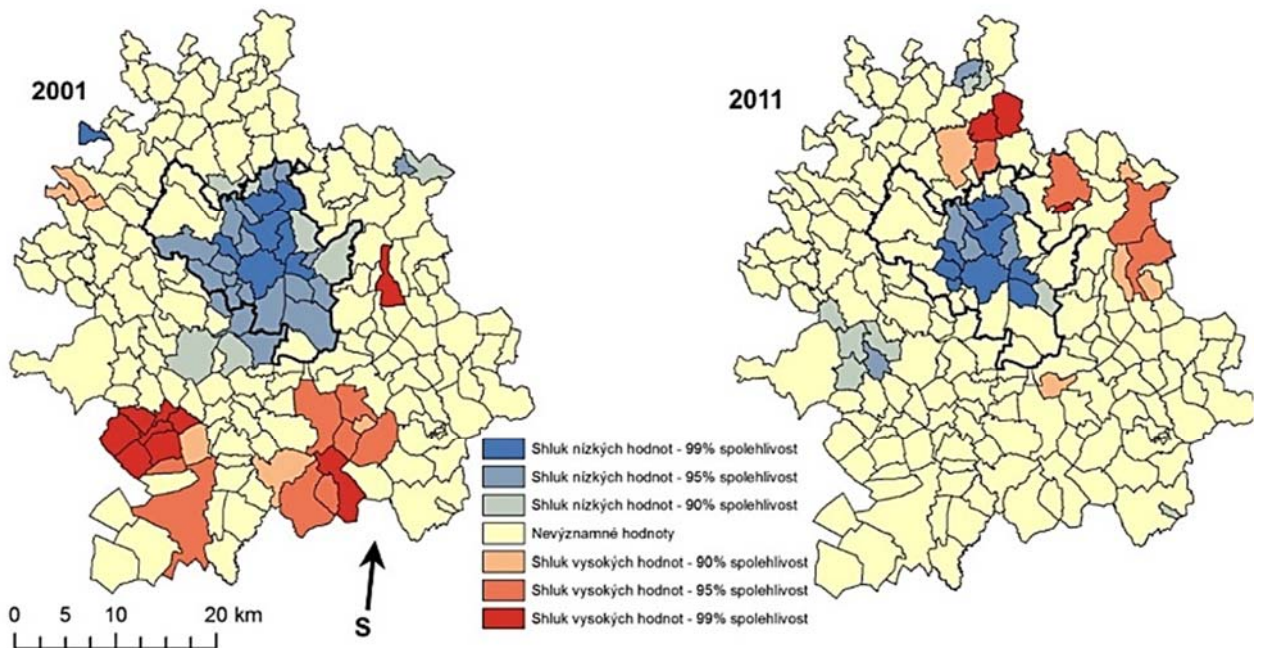 2001
2011
Shluk nízkých hodnot - 99% spolehlivost
Shluk nízkých hodnot - 95% spolehlivost
Shluk nízkých hodnot - 90% spolehlivost
Nevýznamné hodnoty
Shluk vysokých hodnot - 90% spolehlivost
Shluk vysokých hodnot - 95% spolehlivost
Shluk vysokých hodnot - 99% spolehlivost
S
0 5 10 20 km